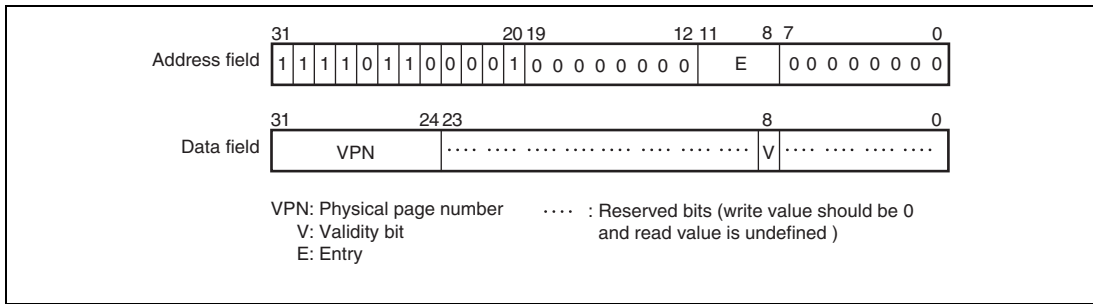 31 20 19 12 11 8 7 0
Address field 1 1 1 1 0 1 1 0 0 0 0 1 0 0 0 0 0 0 0 0 E 0 0 0 0 0 0 0 0
31 24 23 8 0
Data field VPN .... .... .... .... .... .... .... .... V .... .... .... ....
VPN: Physical page number .... : Reserved bits (write value should be 0
V: Validity bit and read value is undefined )
E: Entry